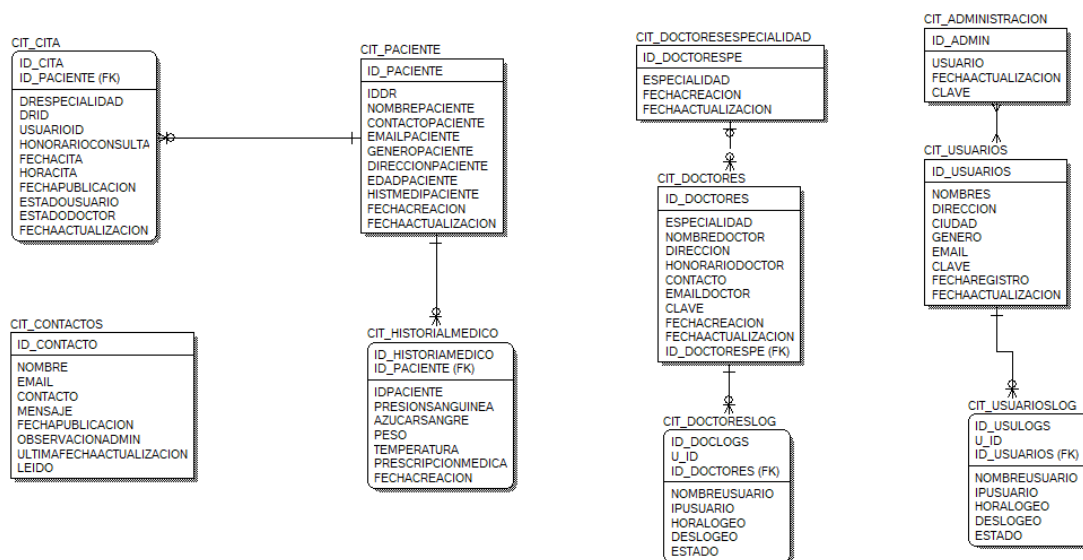 CIT_CITA
ID_CITA
ID_PACIENTE (FK)
DRESPECIALIDAD
DRID
USUARIOID
HONORARIOCONSULTA
FECHACITA
HORACITA
FECHAPUBLICACION
ESTADOUSUARIO
ESTADODOCTOR
FECHAACTUALIZACION
CIT_PACIENTE
ID_PACIENTE
IDDR
NOMBREPACIENTE
CONTACTOPACIENTE
EMAILPACIENTE
GENEROPACIENTE
DIRECCIONPACIENTE
EDADPACIENTE
HISTMEDIPACIENTE
FECHACREACION
FECHAACTUALIZACION
CIT_DOCTORESESPECIALIDAD
ID_DOCTORESPE
ESPECIALIDAD
FECHACREACION
FECHAACTUALIZACION
CIT_ADMINISTRACION
ID_ADMIN
USUARIO
FECHAACTUALIZACION
CLAVE
CIT_USUARIOS
ID_USUARIOS
NOMBRES
DIRECCION
CIUDAD
GENERO
EMAIL
CLAVE
FECHAREGISTRO
FECHAACTUALIZACION
CIT_DOCTORES
ID_DOCTORES
ESPECIALIDAD
NOMBREDOCTOR
DIRECCION
HONORARIODOCTOR
CONTACTO
EMAILDOCTOR
CLAVE
FECHACREACION
FECHAACTUALIZACION
ID_DOCTORESPE (FK)
CIT_CONTACTOS
ID_CONTACTO
NOMBRE
EMAIL
CONTACTO
MENSAJE
FECHAPUBLICACION
OBSERVACIONADMIN
ULTIMAFECHAACTUALIZACION
LEIDO
CIT_HISTORIALMEDICO
ID_HISTORIAMEDICO
ID_PACIENTE (FK)
IDPACIENTE
PRESIONSANGUINEA
AZUCARSANGRE
PESO
TEMPERATURA
PRESCRIPCIONMEDICA
FECHACREACION
CIT_DOCTORESLOG
ID_DOCLOGS
U_ID
ID_DOCTORES (FK)
NOMBREUSUARIO
IPUSUARIO
HORALOGEO
DESLOGEO
ESTADO
CIT_USUARIOSLOG
ID_USULOGS
U_ID
ID_USUARIOS (FK)
NOMBREUSUARIO
IPUSUARIO
HORALOGEO
DESLOGEO
ESTADO